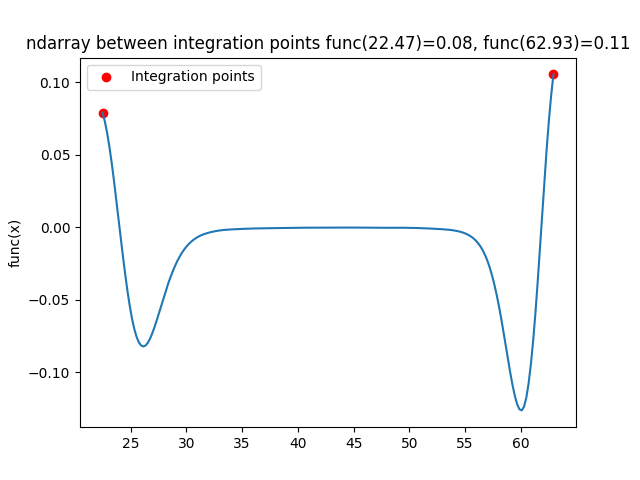 ndarray between integration points func(22.47)=0.08, func(62.93)=0.11
Integration points
func(x)
0.10
0.05
0.00
−0.05
−0.10
25 30 35 40 45 50 55 60